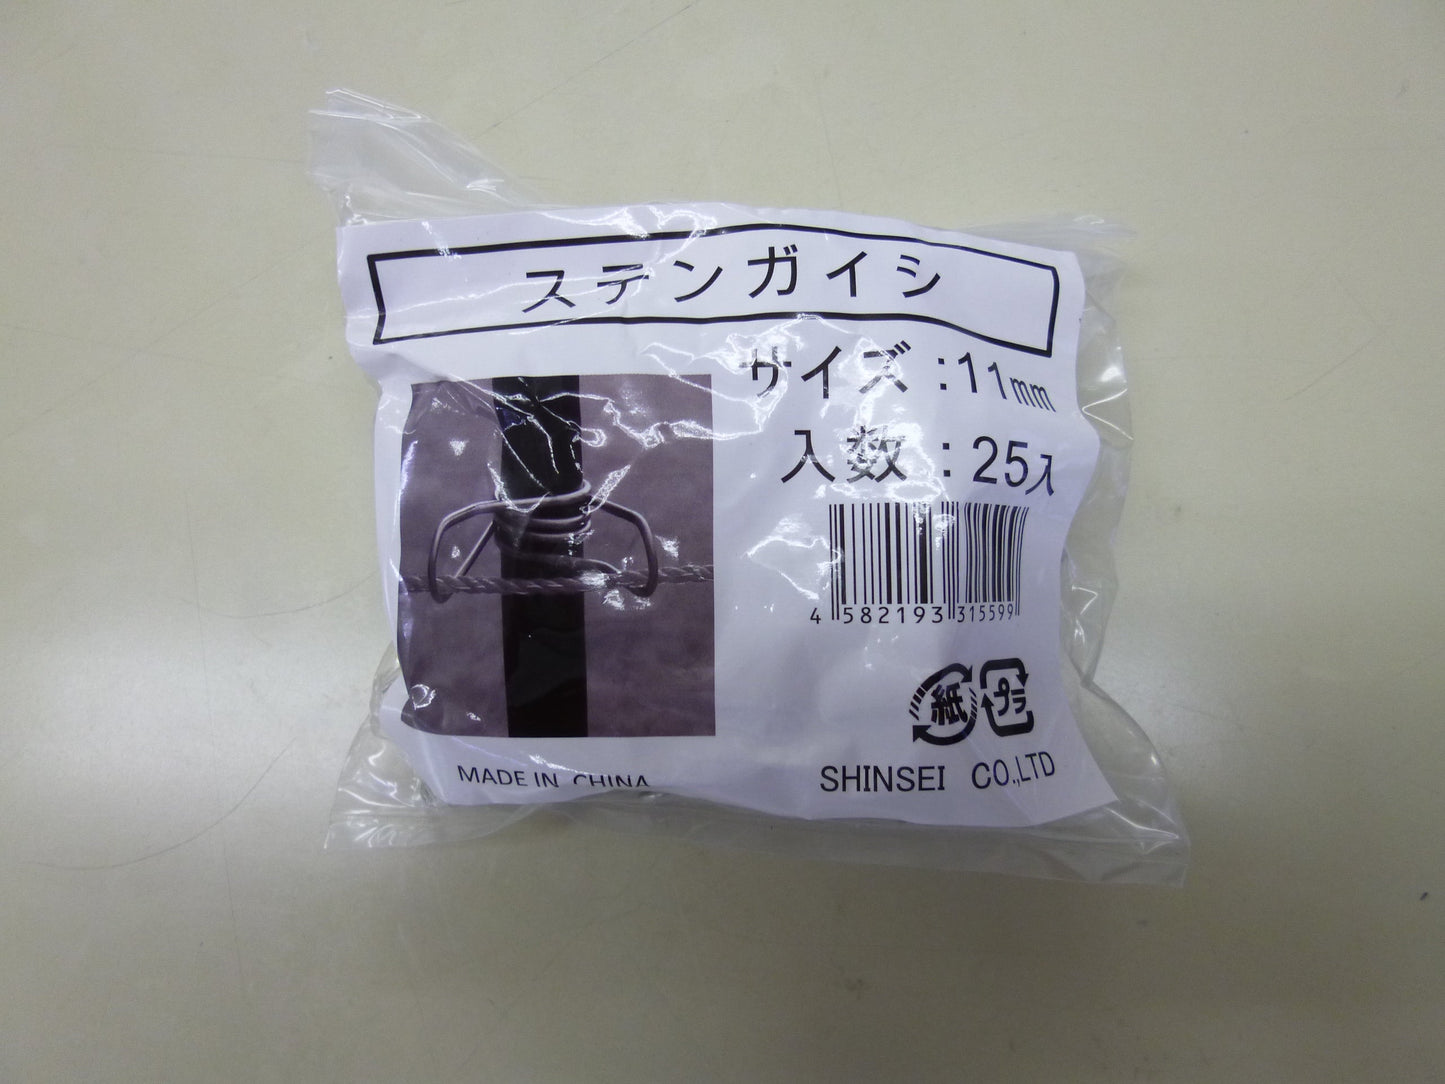 ステンガイシ
サイズ：11mm
入数：25入
4 582193 315599
紙 プラ
MADE IN CHINA
SHINSEI CO.,LTD